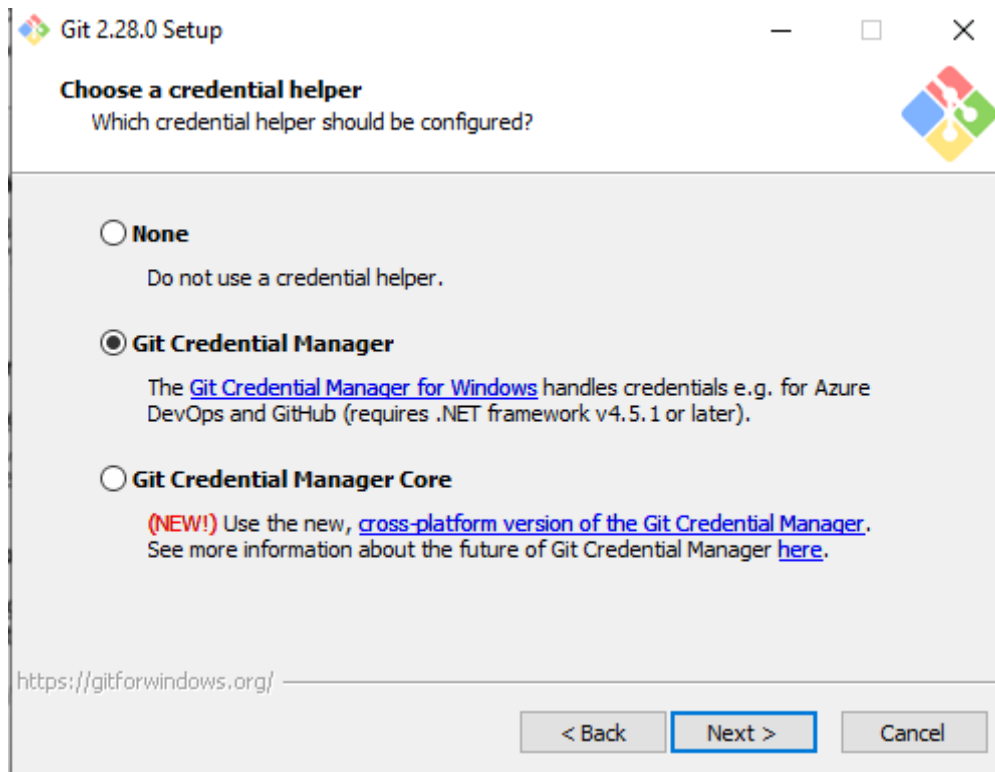 Git 2.28.0 Setup
Choose a credential helper
Which credential helper should be configured?
None
Do not use a credential helper.
Git Credential Manager
The Git Credential Manager for Windows handles credentials e.g. for Azure
DevOps and GitHub (requires .NET framework v4.5.1 or later).
Git Credential Manager Core
(NEW!) Use the new, cross-platform version of the Git Credential Manager.
See more information about the future of Git Credential Manager here.
https://gitforwindows.org/
< Back Next > Cancel